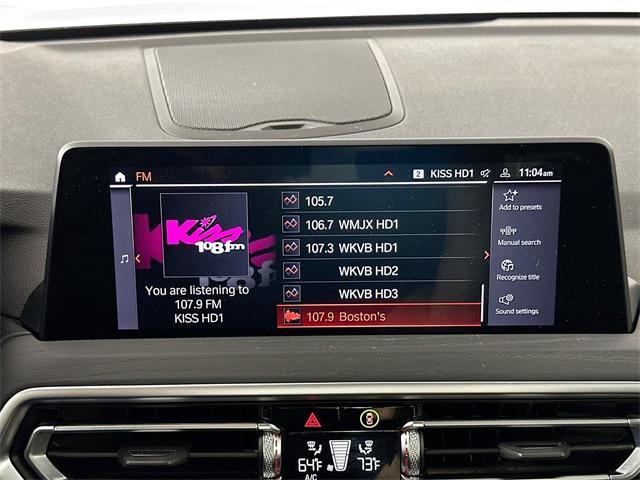 FM
2 KISS HD1 11:04am
Kiss
108fm
You are listening to
107.9 FM
KISS HD1
105.7
106.7 WMJX HD1
107.3 WKVB HD1
WKVB HD2
WKVB HD3
107.9 Boston's
Add to presets
Manual search
Recognize title
Sound settings
64°F 73°F
A/C